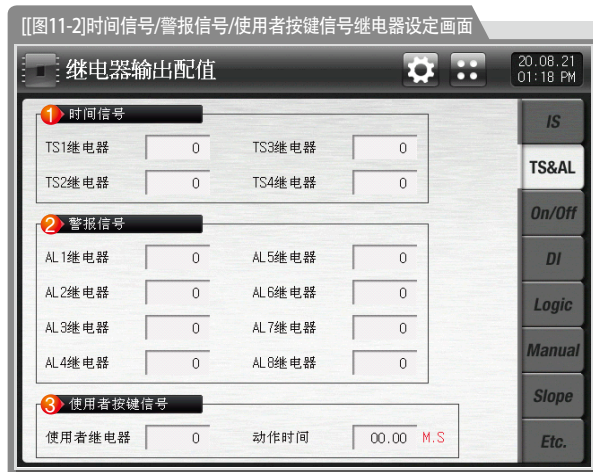 [[图11-2]时间信号/警报信号/使用者按键信号继电器设定画面
继电器输出配值
20.08.21
01:18 PM
1 时间信号
TS1继电器 0 TS3继电器 0
TS2继电器 0 TS4继电器 0
2 警报信号
AL1继电器 0 AL5继电器 0
AL2继电器 0 AL6继电器 0
AL3继电器 0 AL7继电器 0
AL4继电器 0 AL8继电器 0
3 使用者按键信号
使用者继电器 0 动作时间 00.00 M.S
IS
TS&AL
On/Off
DI
Logic
Manual
Slope
Etc.